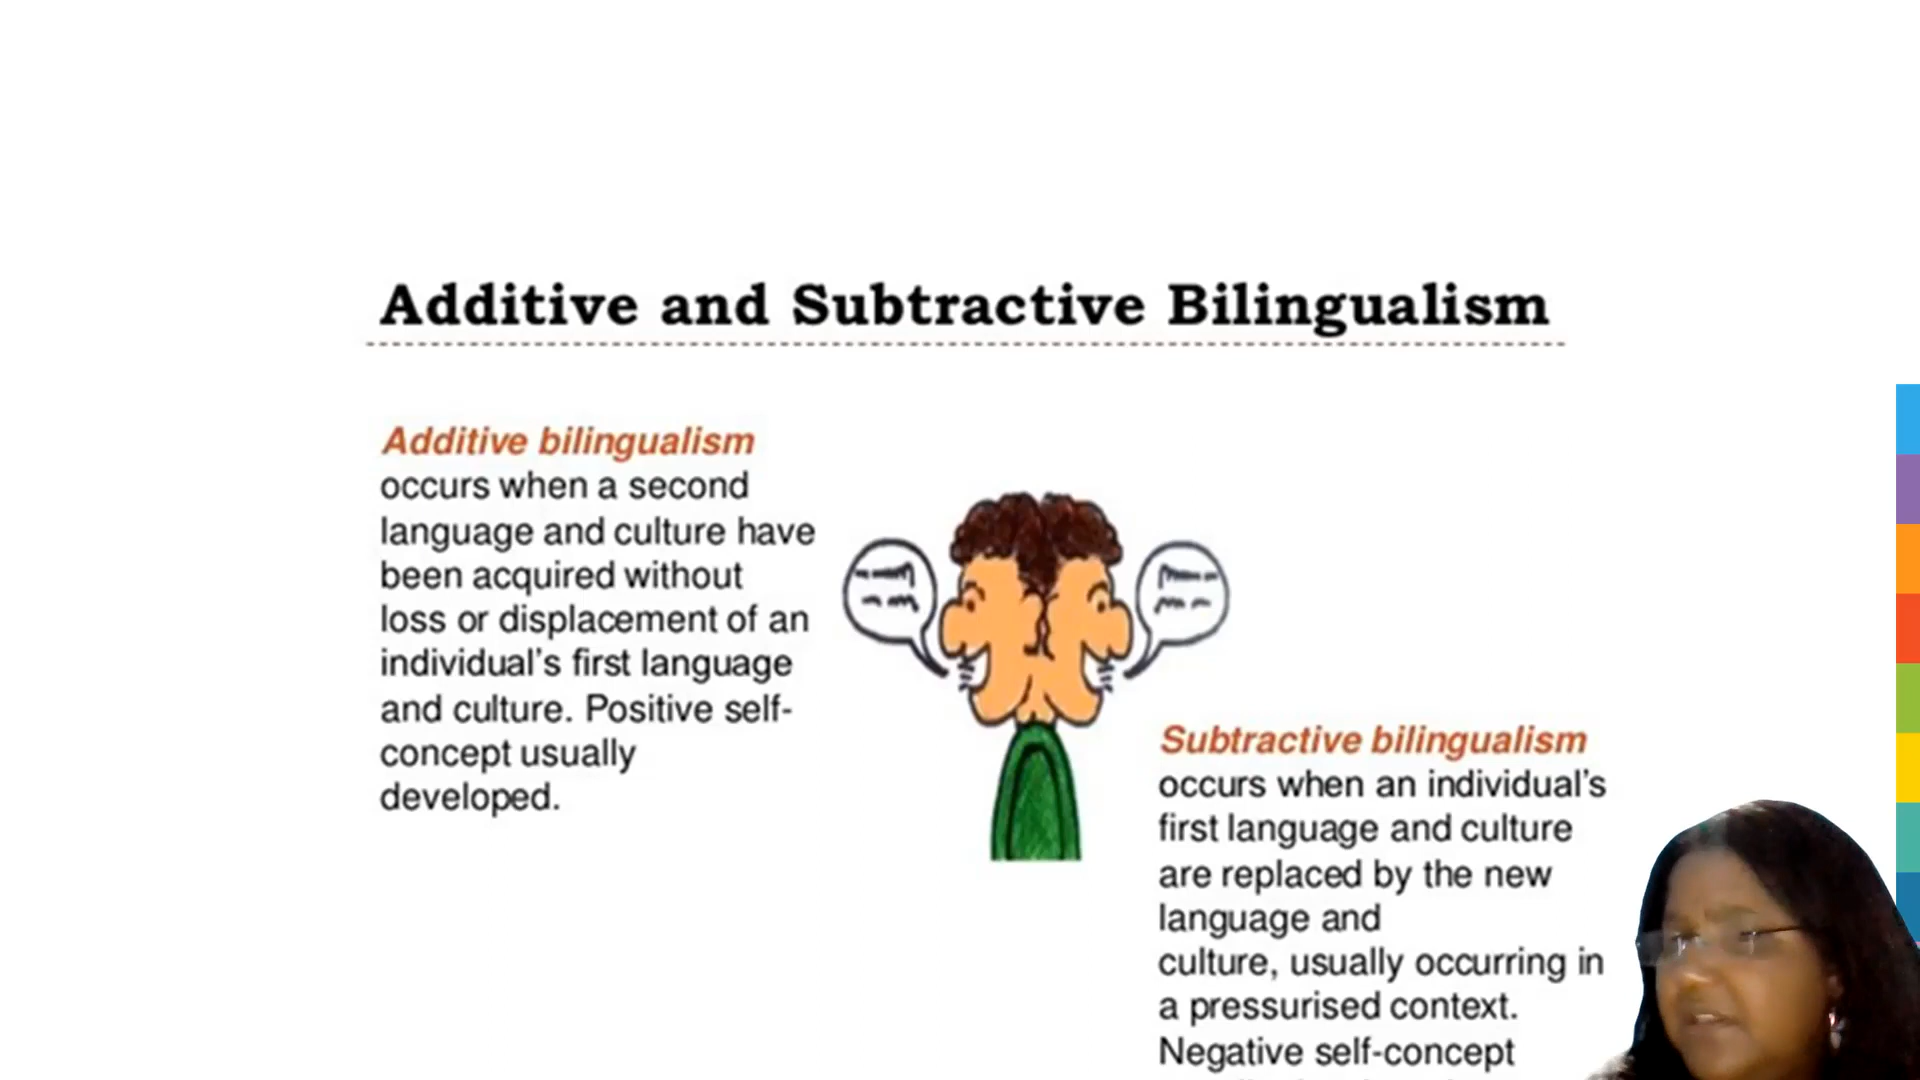 Additive and Subtractive Bilingualism
Additive bilingualism
occurs when a second
language and culture have
been acquired without
loss or displacement of an
individual's first language
and culture. Positive self-
concept usually
developed.
Subtractive bilingualism
occurs when an individual's
first language and culture
are replaced by the new
language and
culture, usually occurring in
a pressurised context.
Negative self-concept